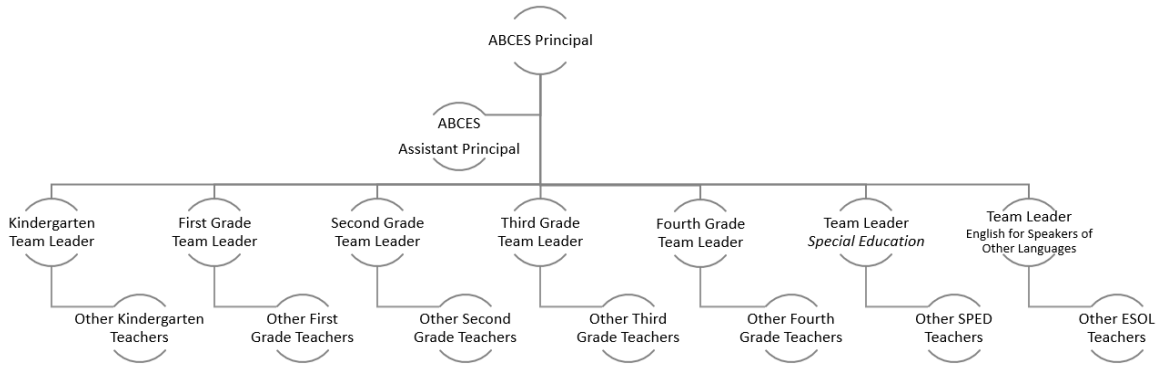 ABCES Principal
ABCES
Assistant Principal
Kindergarten
Team Leader
First Grade
Team Leader
Second Grade
Team Leader
Third Grade
Team Leader
Fourth Grade
Team Leader
Team Leader
Special Education
Team Leader
English for Speakers of
Other Languages
Other Kindergarten
Teachers
Other First
Grade Teachers
Other Second
Grade Teachers
Other Third
Grade Teachers
Other Fourth
Grade Teachers
Other SPED
Teachers
Other ESOL
Teachers